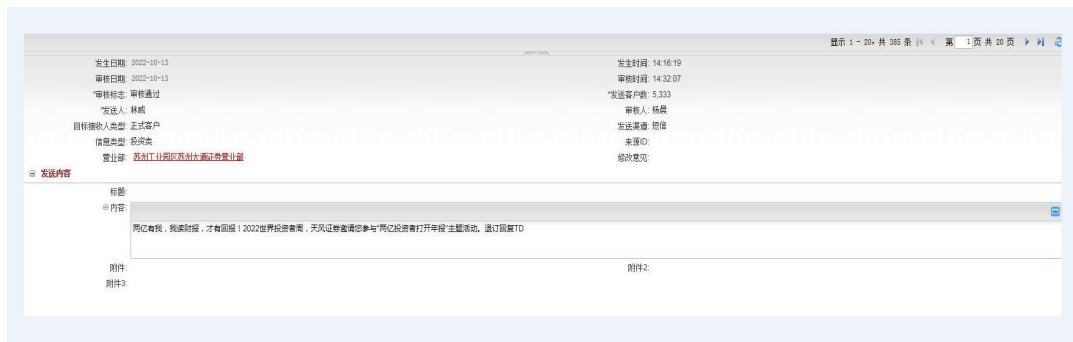 显示 1 - 20，共 385 条 第 1 页 共 20 页
发生日期: 2022-10-13 发生时间: 14:16:19
审核日期: 2022-10-13 审核时间: 14:32:07
*审核标志: 审核通过 *发送客户数: 5,333
*发送人: 林威 审核人: 杨晨
目标接收人类型: 正式客户 发送渠道: 短信
信息类型: 投资类 来源ID:
营业部: 苏州工业园区苏州大道证券营业部 修改意见:
发送内容
标题:
内容:
两亿有我，我读财报，才有回报！2022世界投资者周，天风证券邀请您参与“两亿投资者打开年报”主题活动。退订回复TD
附件: 附件2:
附件3: